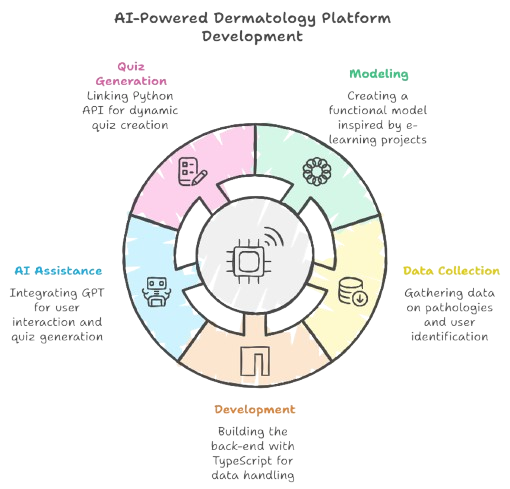 AI-Powered Dermatology Platform
Development
Quiz
Generation
Linking Python
API for dynamic
quiz creation
Modeling
Creating a
functional model
inspired by e-
learning projects
AI Assistance
Integrating GPT
for user
interaction and
quiz generation
Data Collection
Gathering data
on pathologies
and user
identification
Development
Building the
back-end with
TypeScript for
data handling